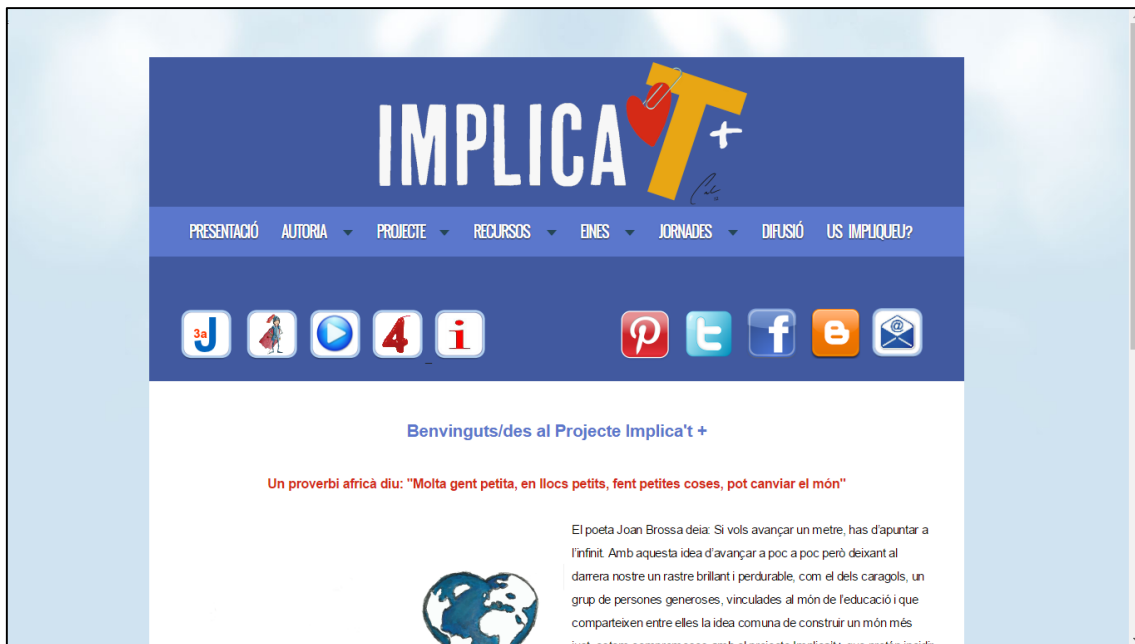 IMPLICA'T+
PRESENTACIÓ AUTORIA PROJECTE RECURSOS EINES JORNADES DIFUSIÓ US IMPLIQUEU?
3a J 4 i
Benvinguts/des al Projecte Implica't +
Un proverbi africà diu: "Molta gent petita, en llocs petits, fent petites coses, pot canviar el món"
El poeta Joan Brossa deia: Si vols avançar un metre, has d'apuntar a
l'infinit. Amb aquesta idea d'avançar a poc a poc però deixant al
darrera nostre un rastre brillant i perdurable, com el dels caragols, un
grup de persones generoses, vinculades al món de l'educació i que
comparteixen entre elles la idea comuna de construir un món més